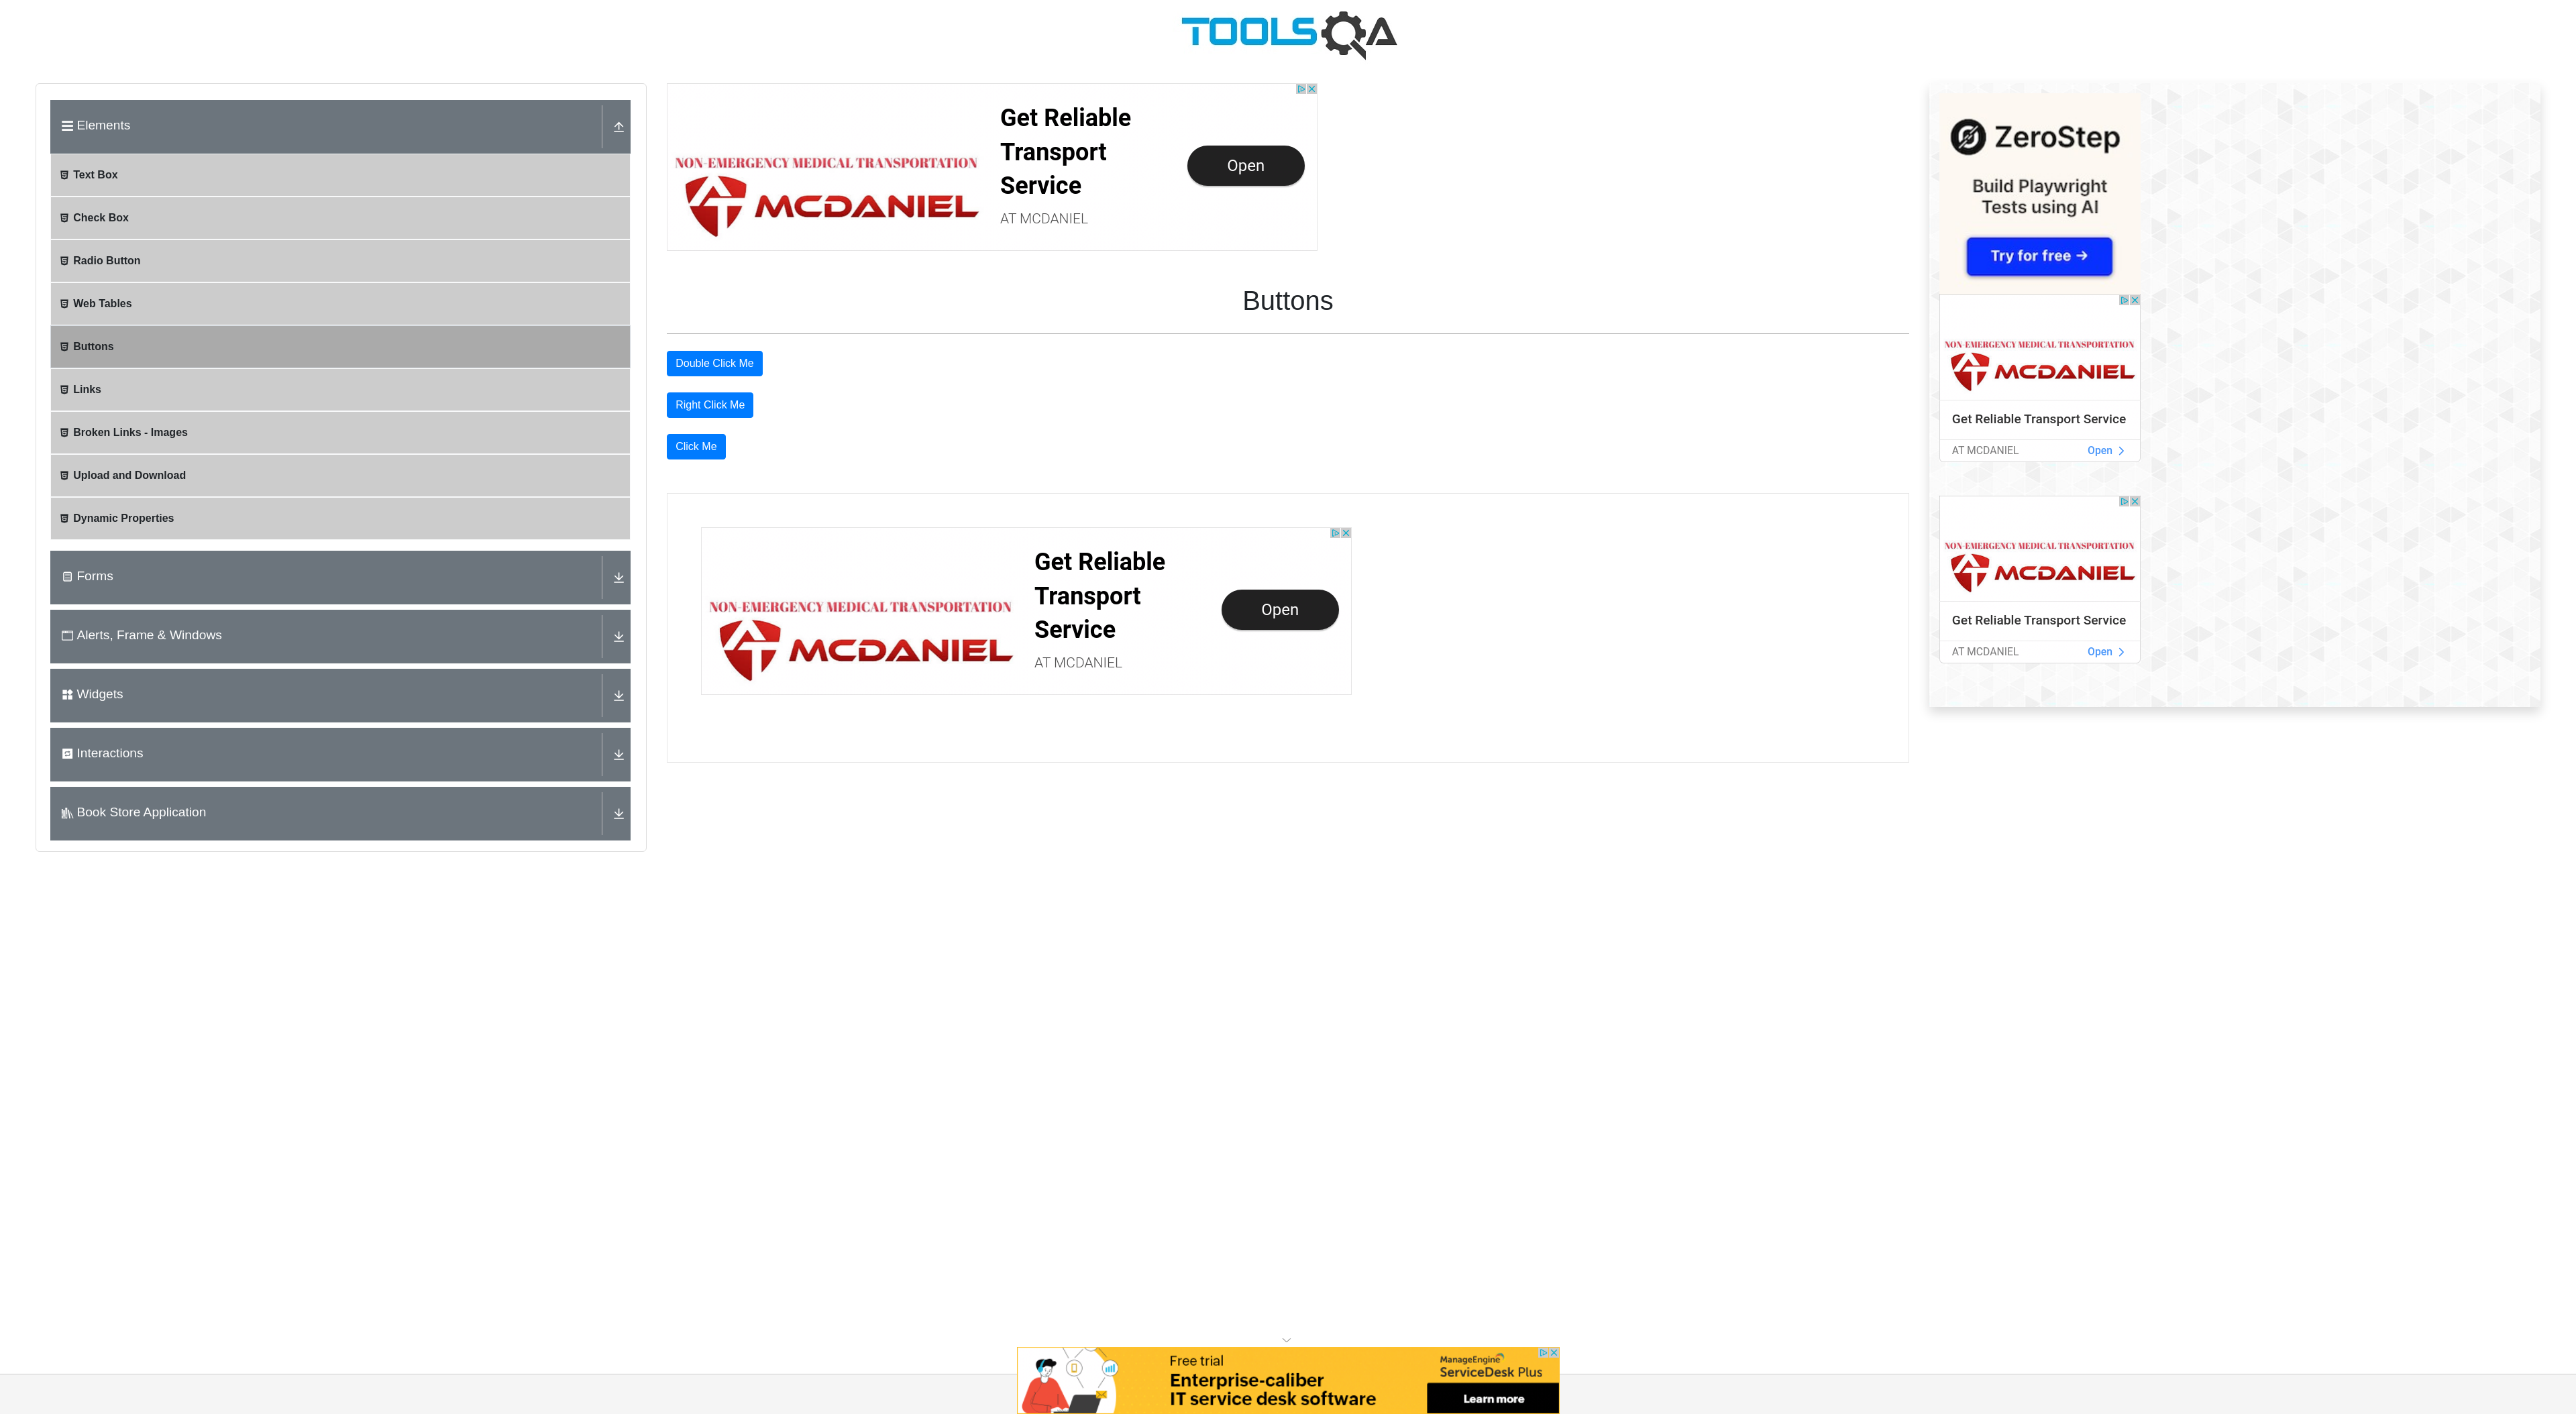 TOOLSQA
Elements
Text Box
Check Box
Radio Button
Web Tables
Buttons
Links
Broken Links - Images
Upload and Download
Dynamic Properties
Forms
Alerts, Frame & Windows
Widgets
Interactions
Book Store Application
NON-EMERGENCY MEDICAL TRANSPORTATION
MCDANIEL
Get Reliable
Transport
Service
AT MCDANIEL
Open
Buttons
Double Click Me
Right Click Me
Click Me
NON-EMERGENCY MEDICAL TRANSPORTATION
MCDANIEL
Get Reliable
Transport
Service
AT MCDANIEL
Open
ZeroStep
Build Playwright
Tests using AI
Try for free →
NON-EMERGENCY MEDICAL TRANSPORTATION
MCDANIEL
Get Reliable Transport Service
AT MCDANIEL Open
NON-EMERGENCY MEDICAL TRANSPORTATION
MCDANIEL
Get Reliable Transport Service
AT MCDANIEL Open
Free trial
Enterprise-caliber
IT service desk software
ManageEngine
ServiceDesk Plus
Learn more